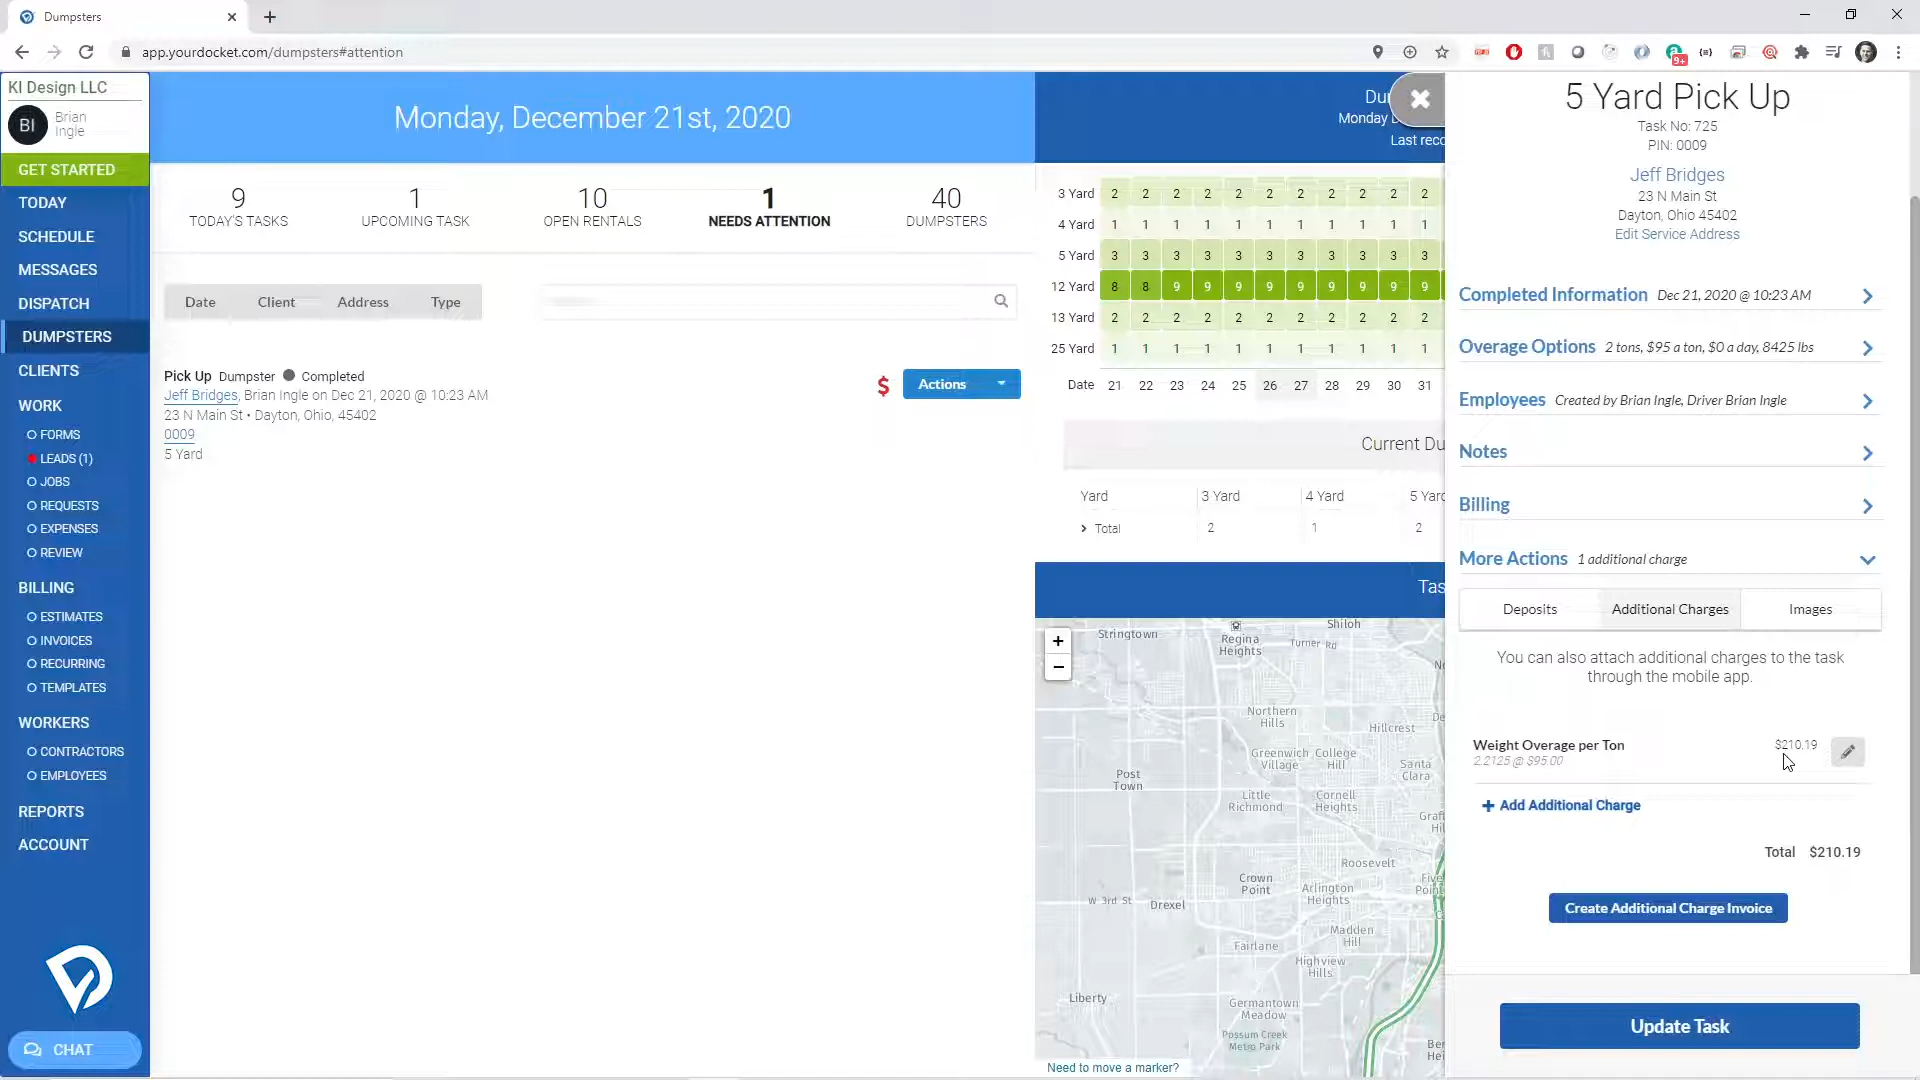 Dumpsters
app.yourdocket.com/dumpsters#attention
9+
KI Design LLC
BI
Brian
Ingle
GET STARTED
TODAY
SCHEDULE
MESSAGES
DISPATCH
DUMPSTERS
CLIENTS
WORK
FORMS
LEADS (1)
JOBS
REQUESTS
EXPENSES
REVIEW
BILLING
ESTIMATES
INVOICES
RECURRING
TEMPLATES
WORKERS
CONTRACTORS
EMPLOYEES
REPORTS
ACCOUNT
CHAT
Monday, December 21st, 2020
9
TODAY'S TASKS
1
UPCOMING TASK
10
OPEN RENTALS
1
NEEDS ATTENTION
40
DUMPSTERS
Date Client Address Type
Pick Up Dumpster Completed
Jeff Bridges, Brian Ingle on Dec 21, 2020 @ 10:23 AM
23 N Main St • Dayton, Ohio, 45402
0009
5 Yard
$
Actions
Du
Monday
Last reco
3 Yard 2 2 2 2 2 2 2 2 2 2 2
4 Yard 1 1 1 1 1 1 1 1 1 1 1
5 Yard 3 3 3 3 3 3 3 3 3 3 3
12 Yard 8 8 9 9 9 9 9 9 9 9 9
13 Yard 2 2 2 2 2 2 2 2 2 2 2
25 Yard 1 1 1 1 1 1 1 1 1 1 1
Date 21 22 23 24 25 26 27 28 29 30 31
Current Du
Yard 3 Yard 4 Yard 5 Yard
Total 2 1 2
Tas
+
−
Stringtown
Regina
Heights
Shiloh
Turner Rd
Northern
Hills
Hillcrest
Greenwich
Village
College
Hill
Santa
Clara
Post
Town
Little
Richmond
Cornell
Heights
Roosevelt
Crown
Point
Arlington
Heights
W 3rd St
Drexel
Madden
Hill
Fairlane
Highview
Hills
Liberty
Germantown
Meadow
Possum Creek
Metro Park
Need to move a marker?
5 Yard Pick Up
Task No: 725
PIN: 0009
Jeff Bridges
23 N Main St
Dayton, Ohio 45402
Edit Service Address
Completed Information Dec 21, 2020 @ 10:23 AM
Overage Options 2 tons, $95 a ton, $0 a day, 8425 lbs
Employees Created by Brian Ingle, Driver Brian Ingle
Notes
Billing
More Actions 1 additional charge
Deposits Additional Charges Images
You can also attach additional charges to the task
through the mobile app.
Weight Overage per Ton $210.19
2.2125 @ $95.00
+ Add Additional Charge
Total $210.19
Create Additional Charge Invoice
Update Task